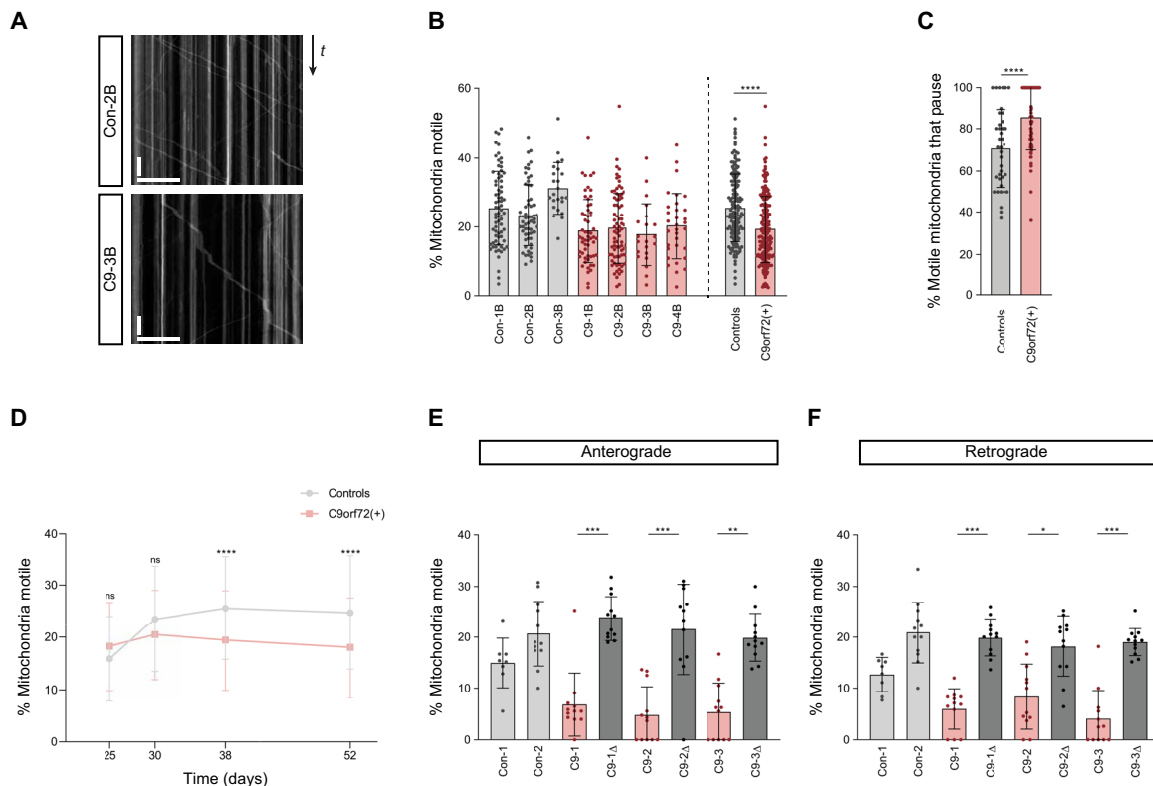 A
Con-2B
t
C9-3B
B
% Mitochondria motile
60
40
20
0
****
Con-1B
Con-2B
Con-3B
C9-1B
C9-2B
C9-3B
C9-4B
Controls
C9orf72(+)
C
% Motile mitochondria that pause
100
80
60
40
20
0
****
Controls
C9orf72(+)
D
Controls
C9orf72(+)
% Mitochondria motile
40
30
20
10
0
ns
ns
****
****
25
30
38
52
Time (days)
E
Anterograde
% Mitochondria motile
40
30
20
10
0
***
***
**
Con-1
Con-2
C9-1
C9-1Δ
C9-2
C9-2Δ
C9-3
C9-3Δ
F
Retrograde
% Mitochondria motile
40
30
20
10
0
***
*
***
Con-1
Con-2
C9-1
C9-1Δ
C9-2
C9-2Δ
C9-3
C9-3Δ